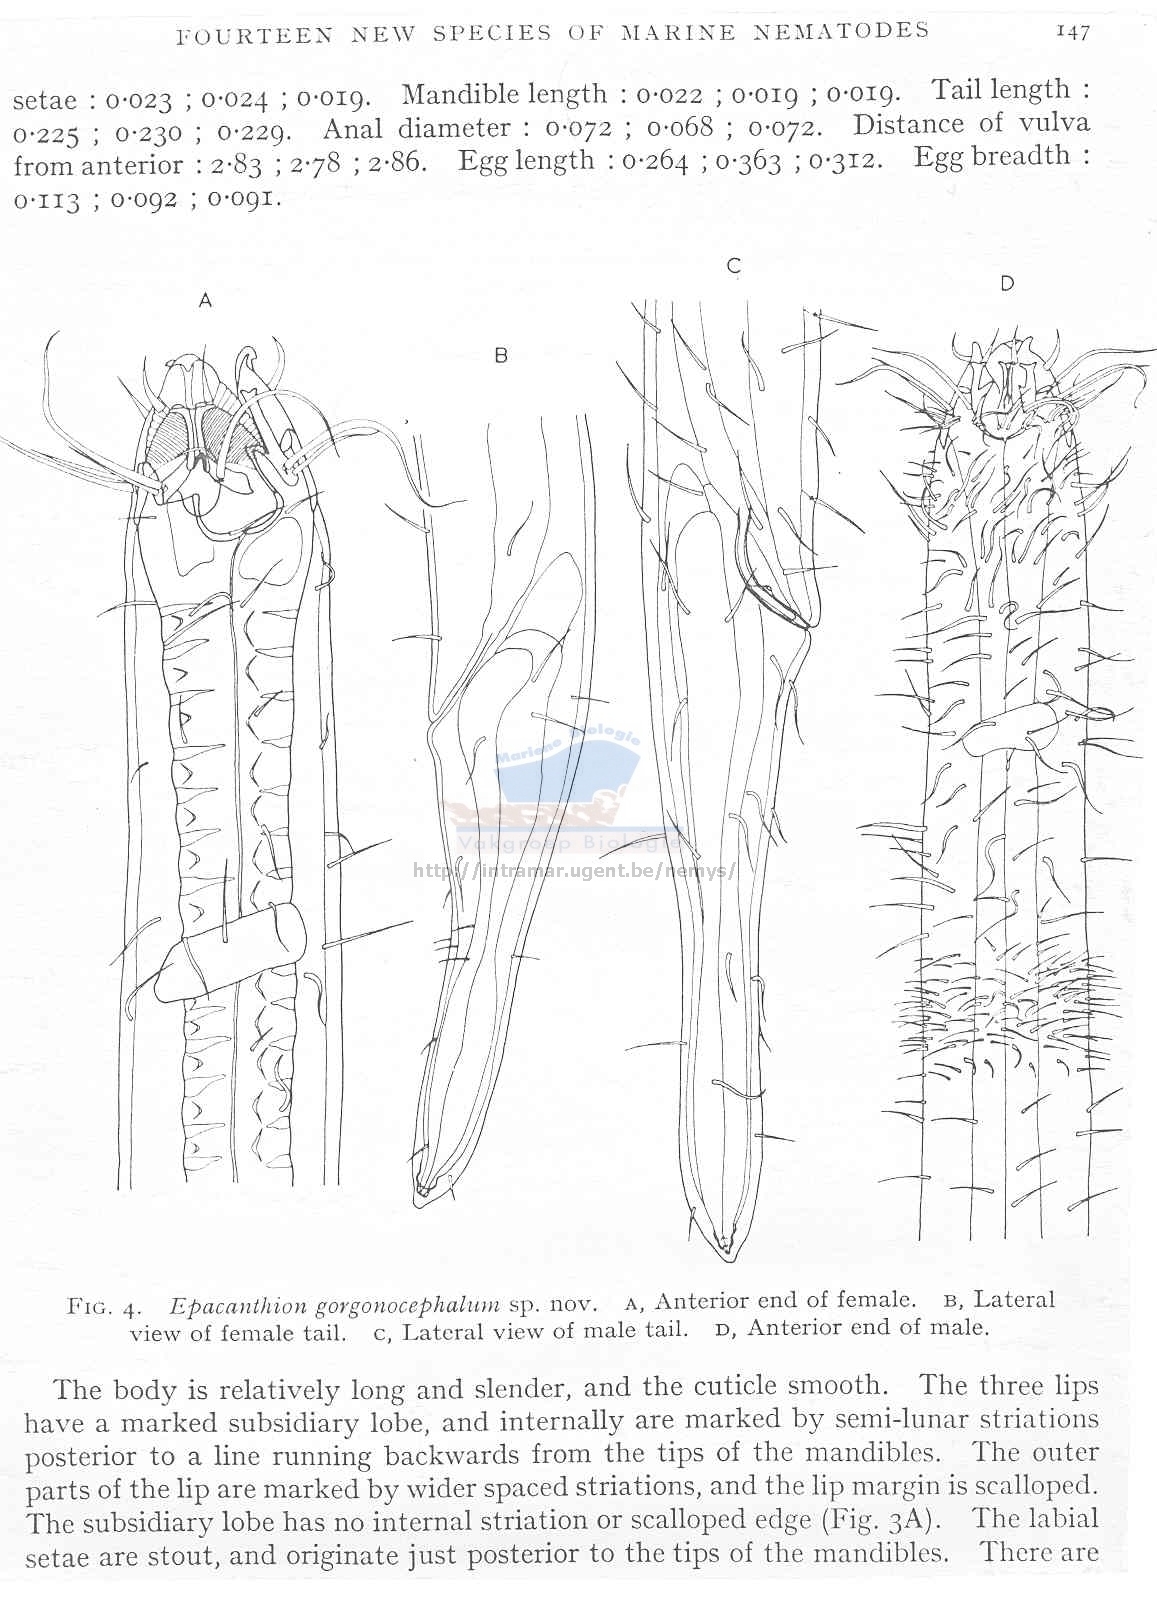 FOURTEEN NEW SPECIES OF MARINE NEMATODES 147
setae : 0·023 ; 0·024 ; 0·019. Mandible length : 0·022 ; 0·019 ; 0·019. Tail length :
0·225 ; 0·230 ; 0·229. Anal diameter : 0·072 ; 0·068 ; 0·072. Distance of vulva
from anterior : 2·83 ; 2·78 ; 2·86. Egg length : 0·264 ; 0·363 ; 0·312. Egg breadth :
0·113 ; 0·092 ; 0·091.
A
B
C
D
Mariene Biologie
Vakgroep Biologie
http://intramar.ugent.be/nemys/
FIG. 4. Epacanthion gorgonocephalum sp. nov. A, Anterior end of female. B, Lateral
view of female tail. C, Lateral view of male tail. D, Anterior end of male.
The body is relatively long and slender, and the cuticle smooth. The three lips
have a marked subsidiary lobe, and internally are marked by semi-lunar striations
posterior to a line running backwards from the tips of the mandibles. The outer
parts of the lip are marked by wider spaced striations, and the lip margin is scalloped.
The subsidiary lobe has no internal striation or scalloped edge (Fig. 3A). The labial
setae are stout, and originate just posterior to the tips of the mandibles. There are